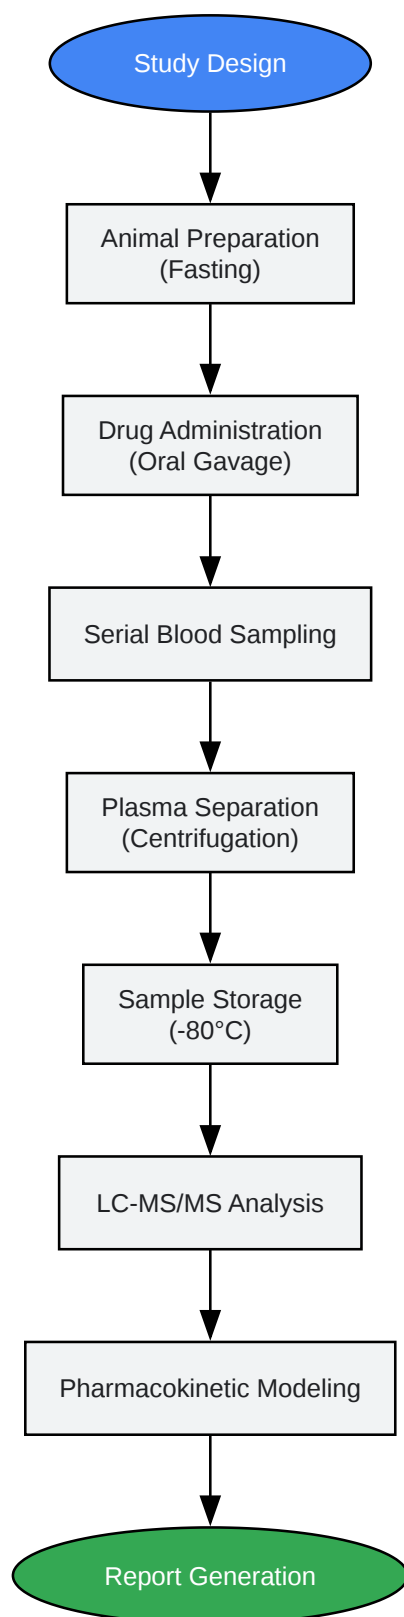 Study Design
Animal Preparation
(Fasting)
Drug Administration
(Oral Gavage)
Serial Blood Sampling
Plasma Separation
(Centrifugation)
Sample Storage
(-80°C)
LC-MS/MS Analysis
Pharmacokinetic Modeling
Report Generation